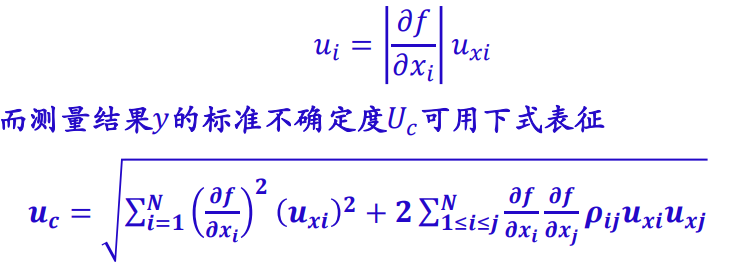 u_i = |∂f/∂x_i| u_{xi}
而测量结果y的标准不确定度U_c可用下式表征
u_c = √(∑_{i=1}^{N} (∂f/∂x_i)^2 (u_{xi})^2 + 2 ∑_{1≤i≤j}^{N} ∂f/∂x_i ∂f/∂x_j ρ_{ij} u_{xi} u_{xj})